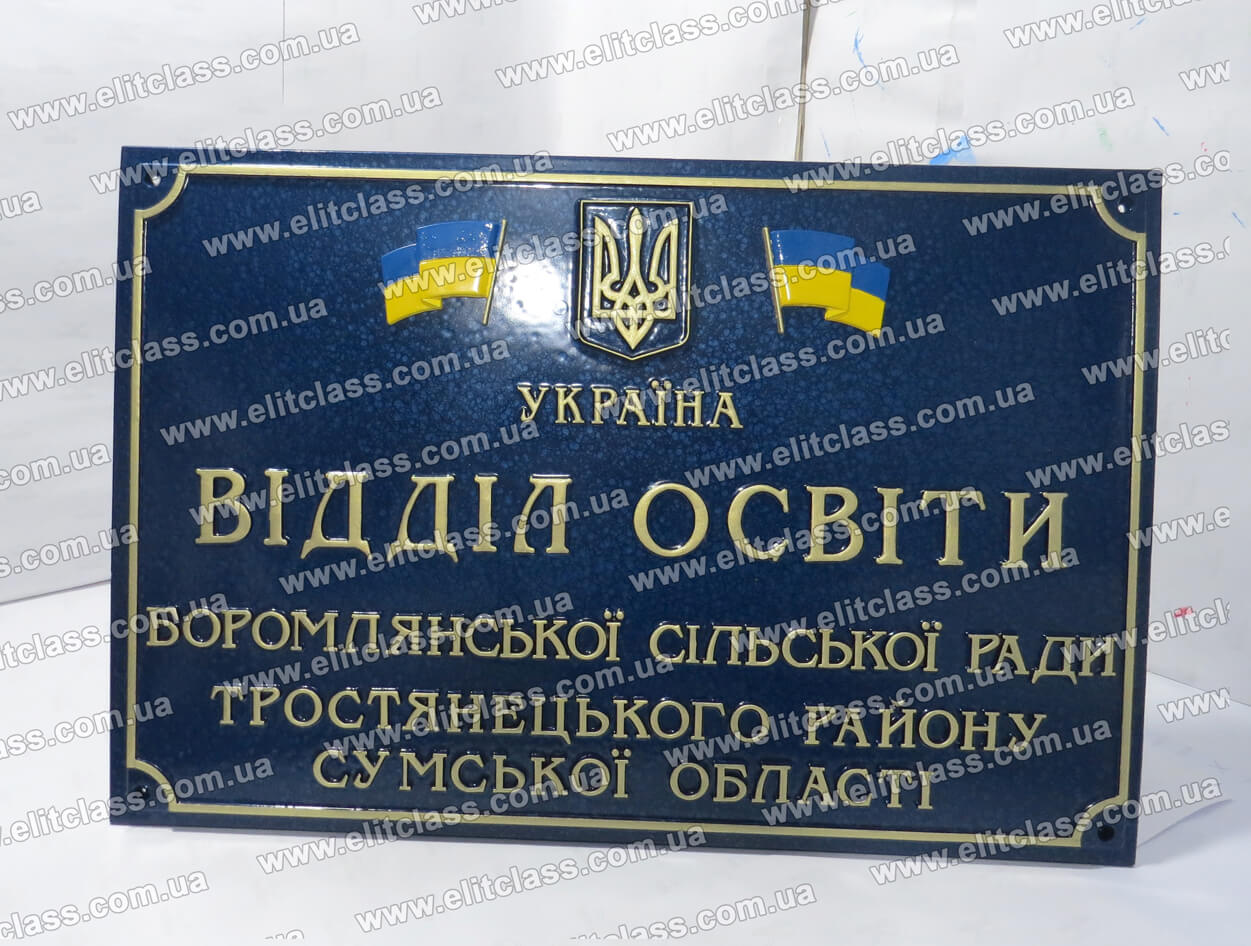 УКРАЇНА
ВІДДІЛ ОСВІТИ
БОРОМЛЯНСЬКОЇ СІЛЬСЬКОЇ РАДИ
ТРОСТЯНЕЦЬКОГО РАЙОНУ
СУМСЬКОЇ ОБЛАСТІ
www.elitclass.com.ua